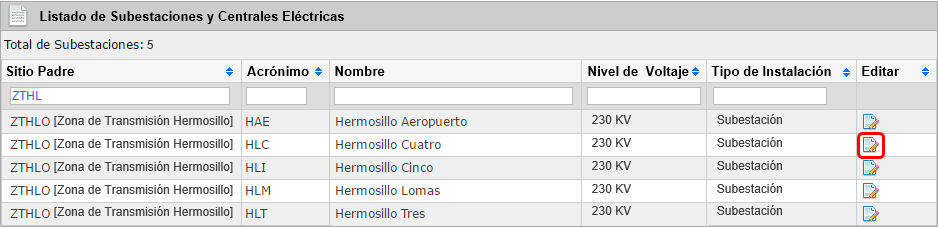 Listado de Subestaciones y Centrales Eléctricas
Total de Subestaciones: 5
Sitio Padre Acrónimo Nombre Nivel de Voltaje Tipo de Instalación Editar
ZTHL
ZTHLO [Zona de Transmisión Hermosillo] HAE Hermosillo Aeropuerto 230 KV Subestación
ZTHLO [Zona de Transmisión Hermosillo] HLC Hermosillo Cuatro 230 KV Subestación
ZTHLO [Zona de Transmisión Hermosillo] HLI Hermosillo Cinco 230 KV Subestación
ZTHLO [Zona de Transmisión Hermosillo] HLM Hermosillo Lomas 230 KV Subestación
ZTHLO [Zona de Transmisión Hermosillo] HLT Hermosillo Tres 230 KV Subestación